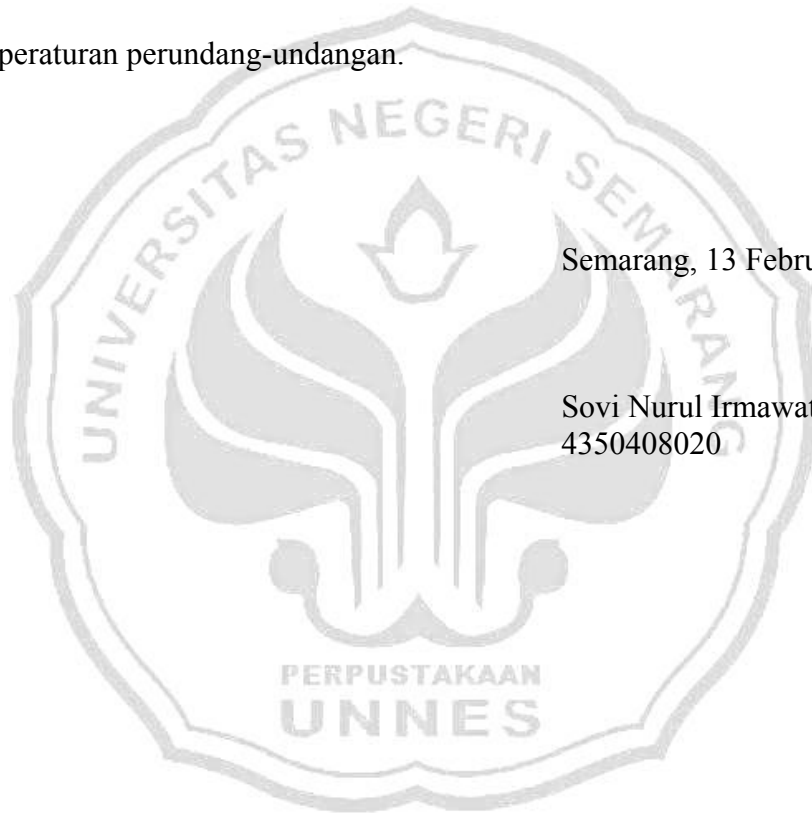 peraturan perundang-undangan.
UNIVERSITAS NEGERI SEMARANG
Semarang, 13 Febru
Sovi Nurul Irmawat
4350408020
PERPUSTAKAAN
UNNES